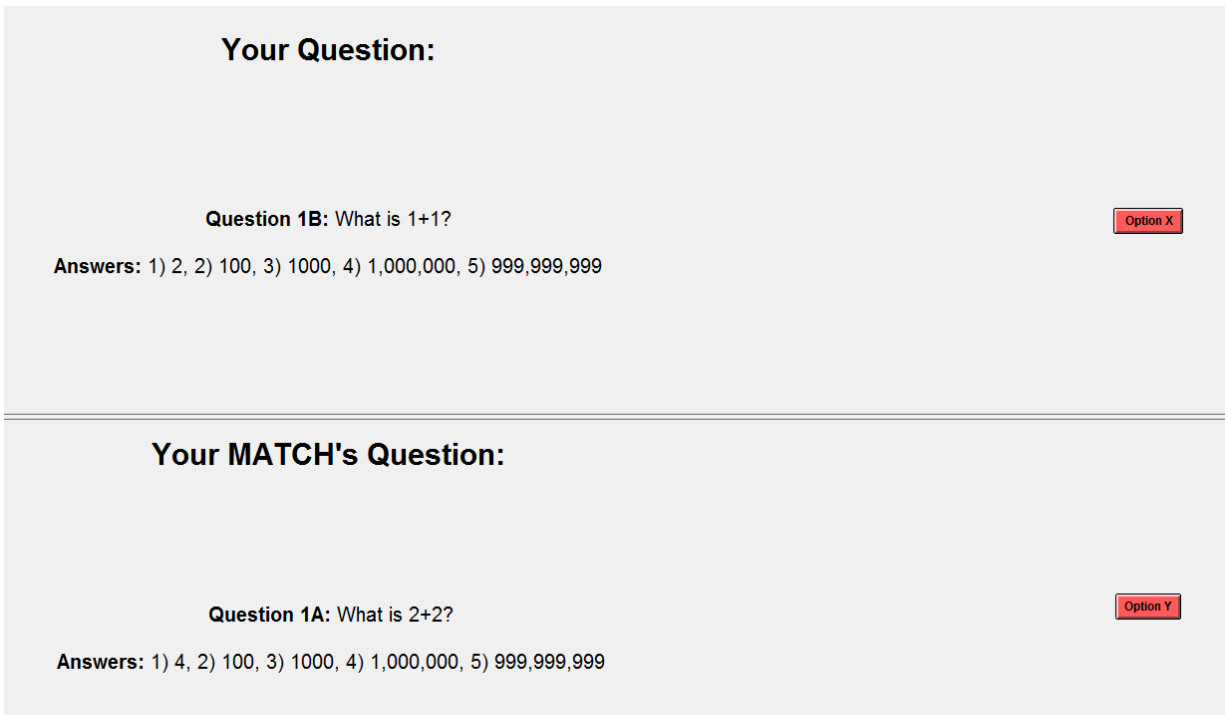 Your Question:
Question 1B: What is 1+1?
Option X
Answers: 1) 2, 2) 100, 3) 1000, 4) 1,000,000, 5) 999,999,999
Your MATCH's Question:
Question 1A: What is 2+2?
Option Y
Answers: 1) 4, 2) 100, 3) 1000, 4) 1,000,000, 5) 999,999,999